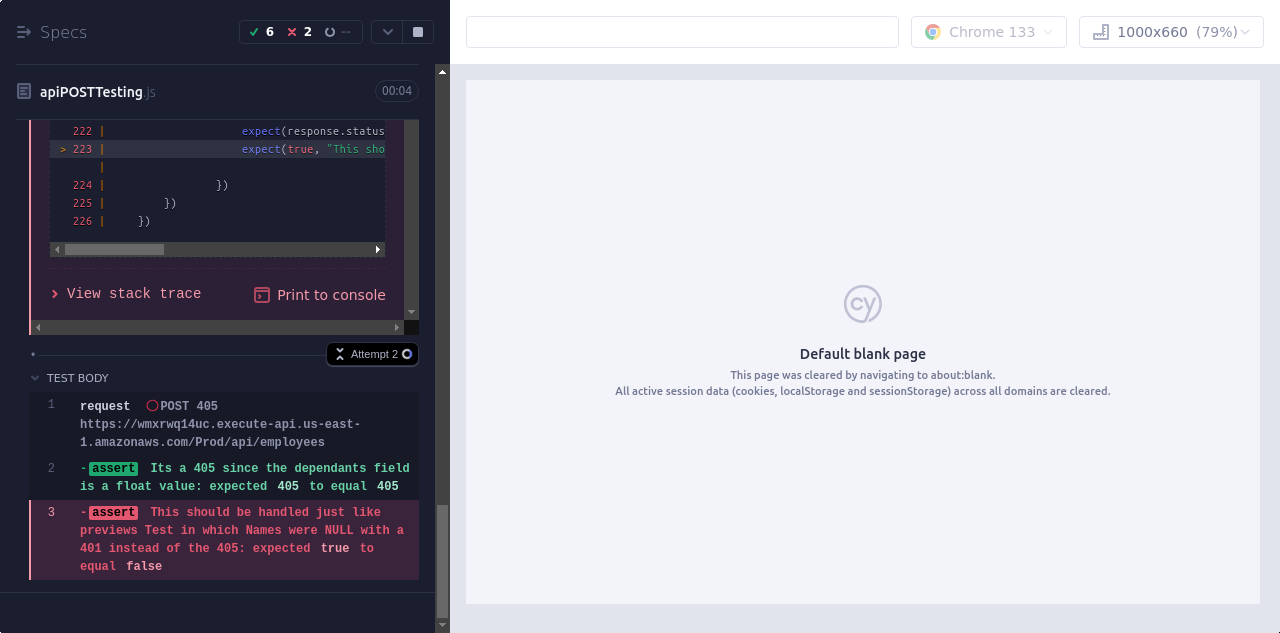 Specs
6 2 --
Chrome 133
1000x660 (79%)
apiPOSTTesting.js
00:04
222 | expect(response.status
> 223 | expect(true, "This sho
|
224 | })
225 | })
226 | })
View stack trace
Print to console
Attempt 2
TEST BODY
1 request POST 405
https://wmxrwq14uc.execute-api.us-east-
1.amazonaws.com/Prod/api/employees
2 -assert Its a 405 since the dependants field
is a float value: expected 405 to equal 405
3 -assert This should be handled just like
previews Test in which Names were NULL with a
401 instead of the 405: expected true to
equal false
cy
Default blank page
This page was cleared by navigating to about:blank.
All active session data (cookies, localStorage and sessionStorage) across all domains are cleared.